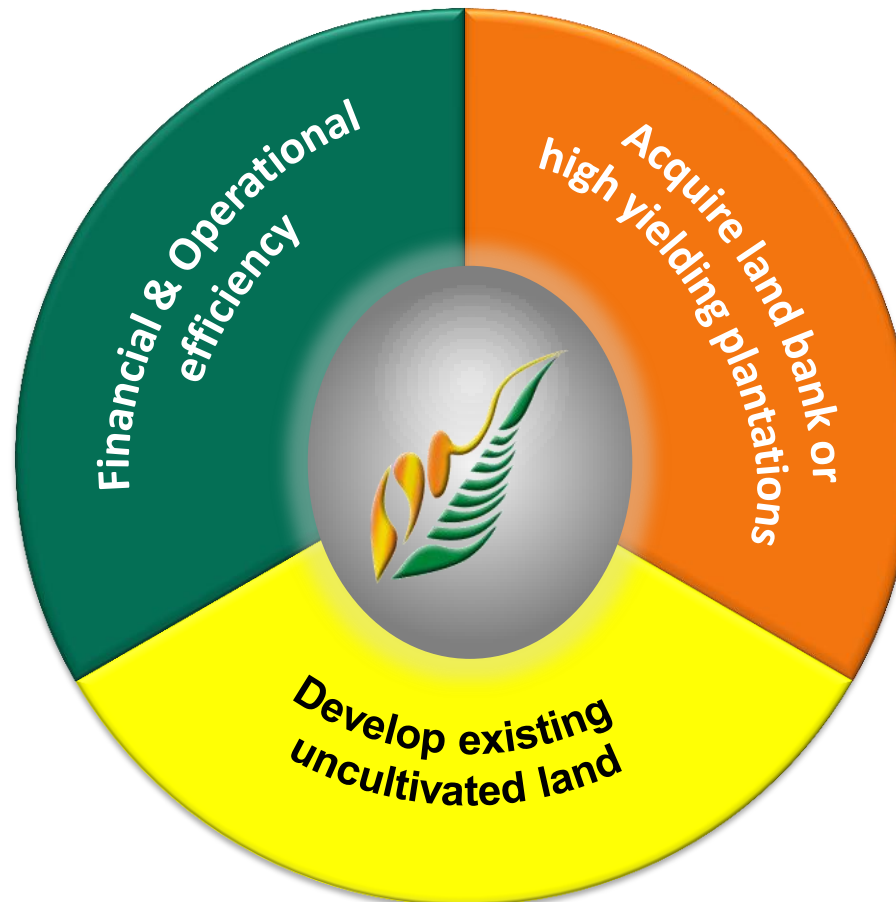 Financial & Operational
efficiency
Acquire land bank or
high yielding plantations
Develop existing
uncultivated land